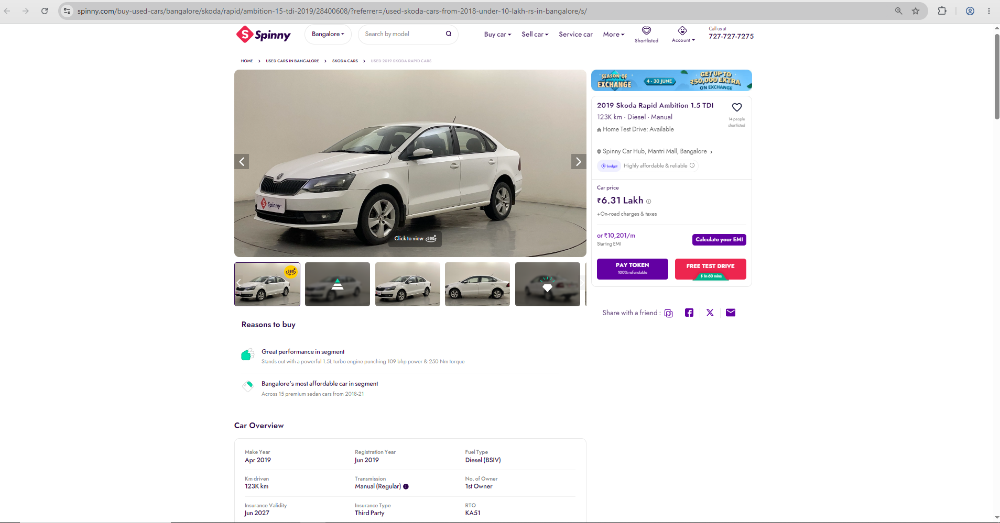 spinny.com/buy-used-cars/bangalore/skoda/rapid/ambition-15-tdi-2019/28400608/?referrer=/used-skoda-cars-from-2018-under-10-lakh-rs-in-bangalore/s/
S Spinny
Bangalore
Search by model
Buy car
Sell car
Service car
More
Shortlisted
Account
Call us at
727-727-7275
HOME > USED CARS IN BANGALORE > SKODA CARS > USED 2019 SKODA RAPID CARS
Spinny
Click to view 360°
360°
SEASON OF
EXCHANGE
4 - 30 JUNE
GET UP TO
₹50,000 EXTRA
ON EXCHANGE
2019 Skoda Rapid Ambition 1.5 TDI
123K km · Diesel · Manual
14 people
shortlisted
Home Test Drive: Available
Spinny Car Hub, Mantri Mall, Bangalore >
S budget Highly affordable & reliable
Car price
₹6.31 Lakh
+On-road charges & taxes
or ₹10,201/m
Starting EMI
Calculate your EMI
PAY TOKEN
100% refundable
FREE TEST DRIVE
In 60 mins
Share with a friend :
Reasons to buy
Great performance in segment
Stands out with a powerful 1.5L turbo engine punching 109 bhp power & 250 Nm torque
Bangalore's most affordable car in segment
Across 15 premium sedan cars from 2018-21
Car Overview
Make Year
Apr 2019
Registration Year
Jun 2019
Fuel Type
Diesel (BSIV)
Km driven
123K km
Transmission
Manual (Regular)
No. of Owner
1st Owner
Insurance Validity
Jun 2027
Insurance Type
Third Party
RTO
KA51